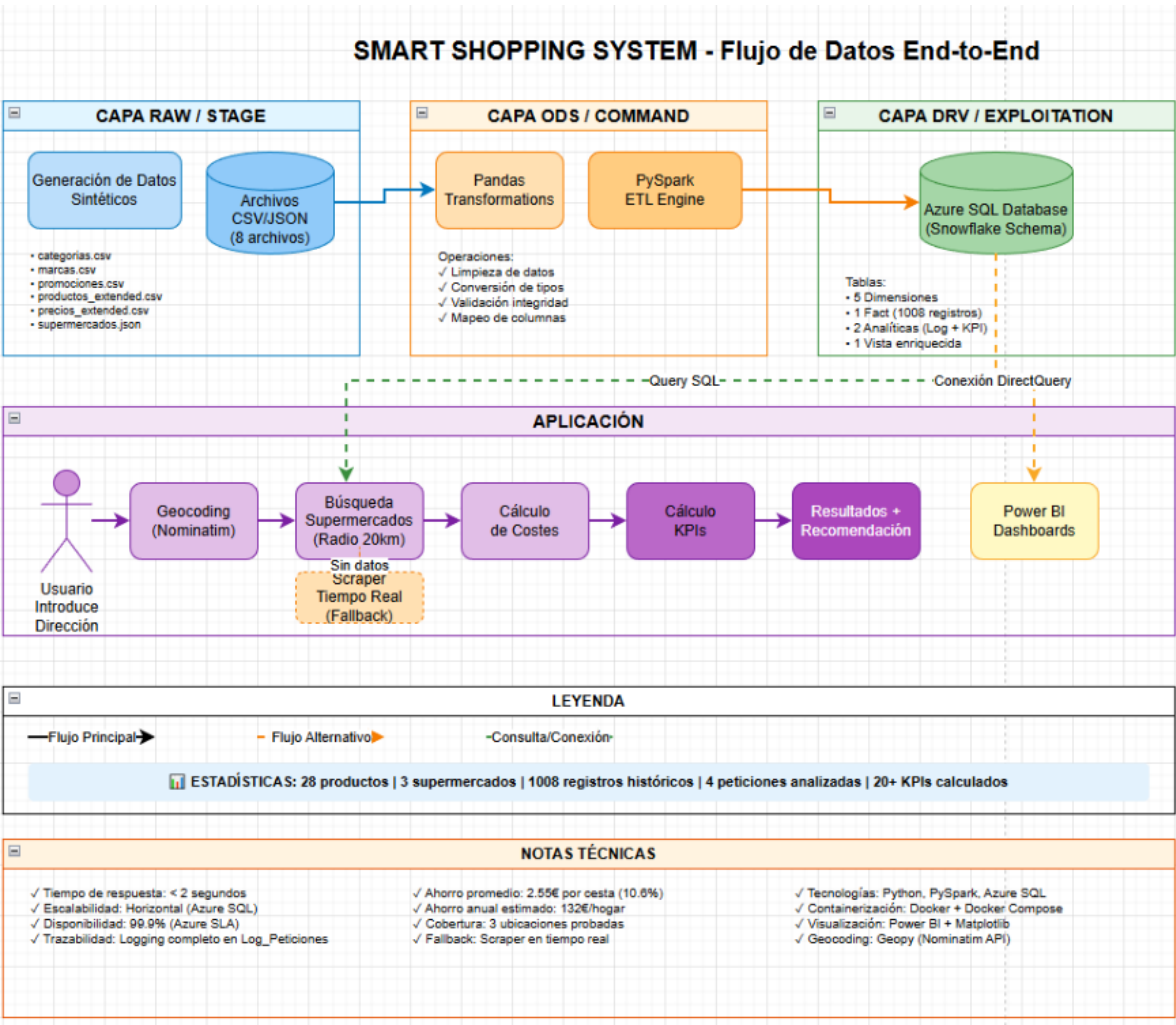 SMART SHOPPING SYSTEM - Flujo de Datos End-to-End
CAPA RAW / STAGE
Generación de Datos
Sintéticos
Archivos
CSV/JSON
(8 archivos)
• categorias.csv
• marcas.csv
• promociones.csv
• productos_extended.csv
• precios_extended.csv
• supermercados.json
CAPA ODS / COMMAND
Pandas
Transformations
PySpark
ETL Engine
Operaciones:
✓ Limpieza de datos
✓ Conversión de tipos
✓ Validación integridad
✓ Mapeo de columnas
CAPA DRV / EXPLOITATION
Azure SQL Database
(Snowflake Schema)
Tablas:
• 5 Dimensiones
• 1 Fact (1008 registros)
• 2 Analíticas (Log + KPI)
• 1 Vista enriquecida
Query SQL
Conexión DirectQuery
APLICACIÓN
Usuario
Introduce
Dirección
Geocoding
(Nominatim)
Búsqueda
Supermercados
(Radio 20km)
Sin datos
Scraper
Tiempo Real
(Fallback)
Cálculo
de Costes
Cálculo
KPIs
Resultados +
Recomendación
Power BI
Dashboards
LEYENDA
Flujo Principal
Flujo Alternativo
Consulta/Conexión
📊 ESTADÍSTICAS: 28 productos | 3 supermercados | 1008 registros históricos | 4 peticiones analizadas | 20+ KPIs calculados
NOTAS TÉCNICAS
✓ Tiempo de respuesta: < 2 segundos
✓ Escalabilidad: Horizontal (Azure SQL)
✓ Disponibilidad: 99.9% (Azure SLA)
✓ Trazabilidad: Logging completo en Log_Peticiones
✓ Ahorro promedio: 2.55€ por cesta (10.6%)
✓ Ahorro anual estimado: 132€/hogar
✓ Cobertura: 3 ubicaciones probadas
✓ Fallback: Scraper en tiempo real
✓ Tecnologías: Python, PySpark, Azure SQL
✓ Containerización: Docker + Docker Compose
✓ Visualización: Power BI + Matplotlib
✓ Geocoding: Geopy (Nominatim API)